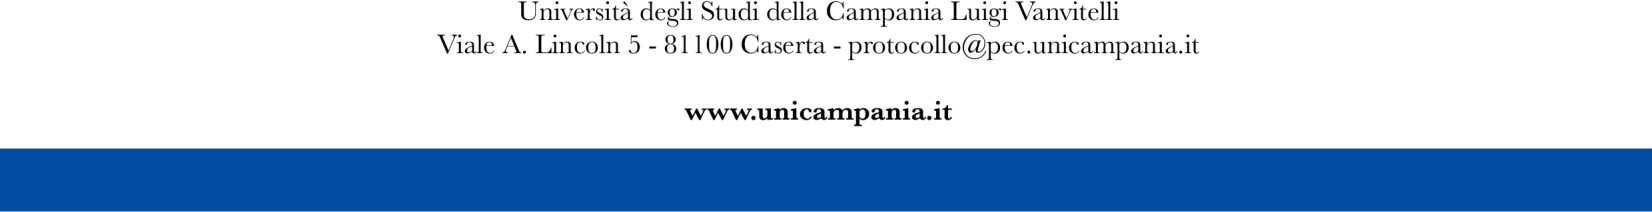 Università degli Studi della Campania Luigi Vanvitelli
Viale A. Lincoln 5 - 81100 Caserta - protocollo@pec.unicampania.it
www.unicampania.it